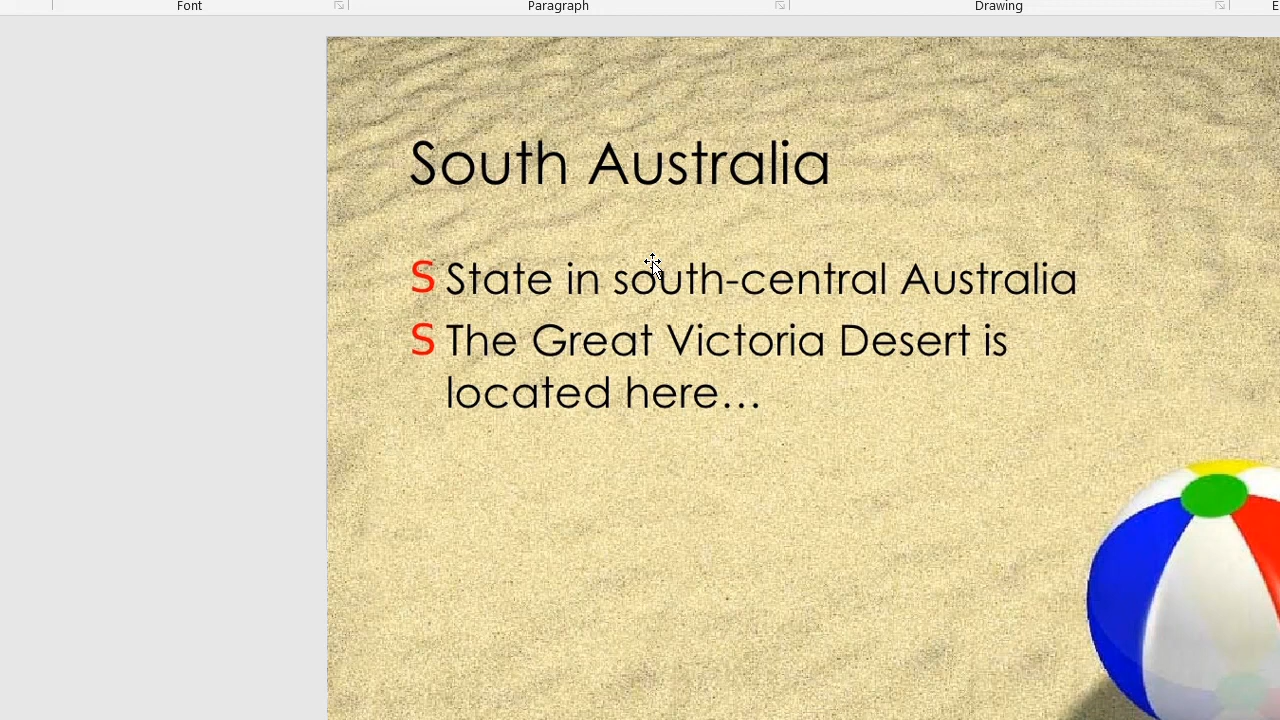 Font Paragraph Drawing E
South Australia
S State in south-central Australia
S The Great Victoria Desert is
located here…